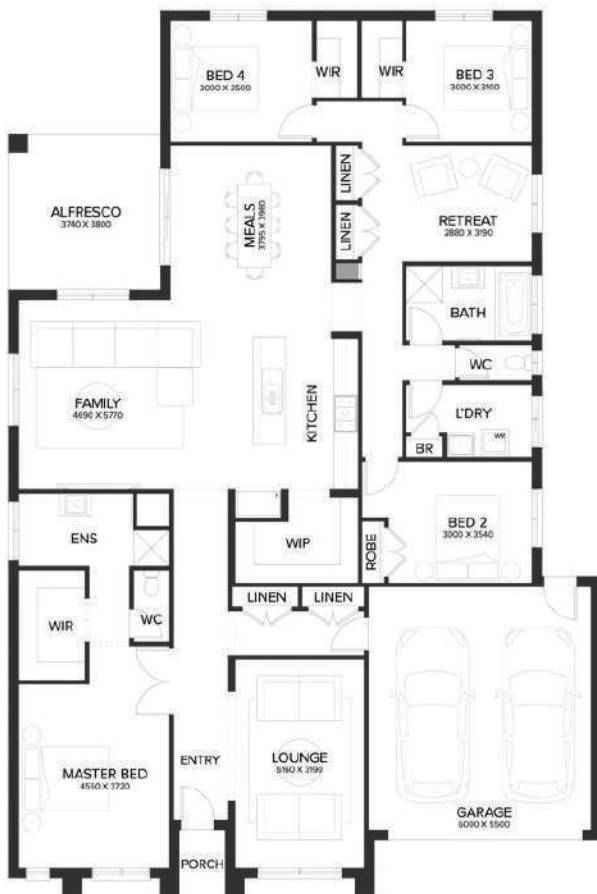 BED 4
3000 X 3500
WIR
WIR
BED 3
3000 X 3100
ALFRESCO
3740 X 3800
MEALS
3795 X 3980
LINEN
LINEN
RETREAT
2880 X 3190
BATH
WC
FAMILY
4690 X 5770
KITCHEN
L'DRY
WM
BR
ENS
WIP
BED 2
3000 X 3540
ROBE
WIR
WC
LINEN
LINEN
MASTER BED
4550 X 3720
ENTRY
LOUNGE
5160 X 3190
GARAGE
6000 X 5500
PORCH